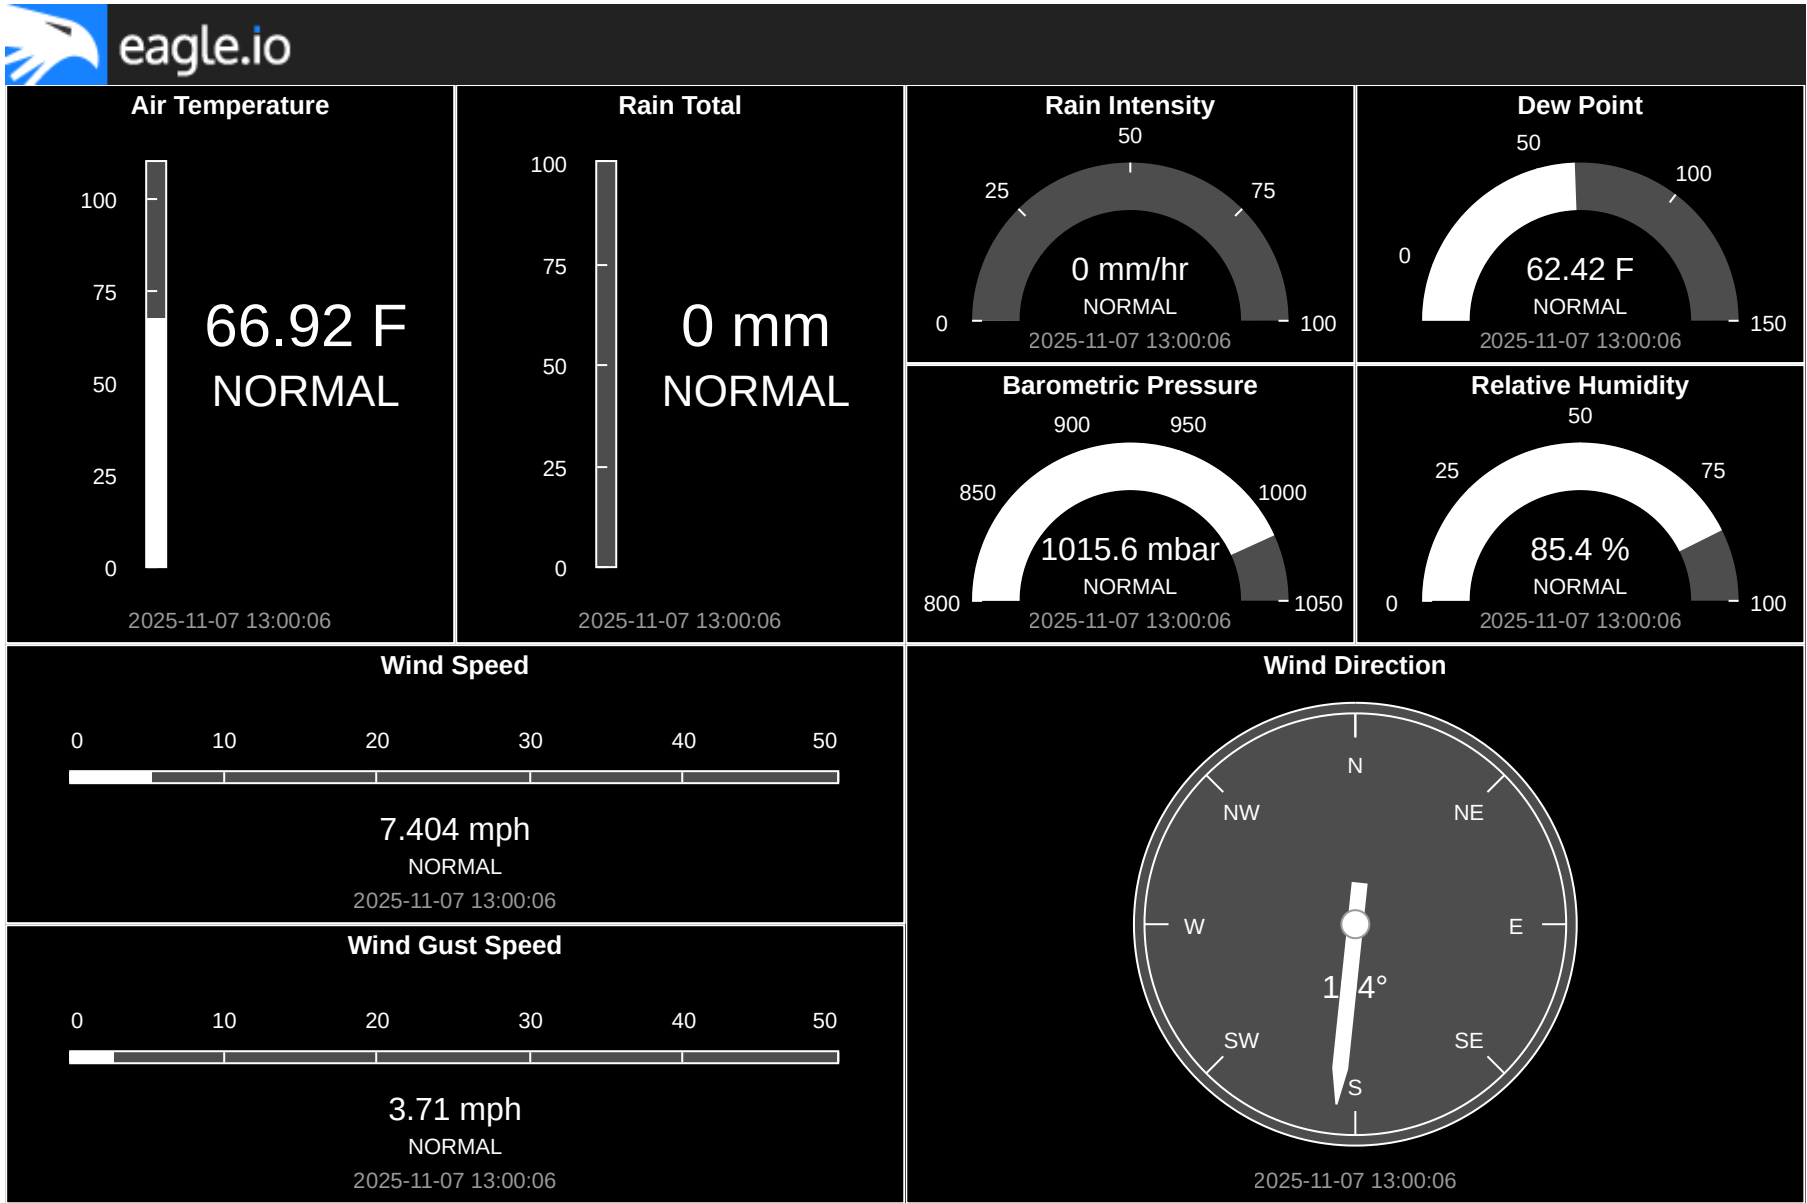 eagle.io
Air Temperature
100
75
50
25
0
66.92 F
NORMAL
2025-11-07 13:00:06
Rain Total
100
75
50
25
0
0 mm
NORMAL
2025-11-07 13:00:06
Rain Intensity
0
25
50
75
100
0 mm/hr
NORMAL
2025-11-07 13:00:06
Dew Point
0
50
100
150
62.42 F
NORMAL
2025-11-07 13:00:06
Barometric Pressure
800
850
900
950
1000
1050
1015.6 mbar
NORMAL
2025-11-07 13:00:06
Relative Humidity
0
25
50
75
100
85.4 %
NORMAL
2025-11-07 13:00:06
Wind Speed
0 10 20 30 40 50
7.404 mph
NORMAL
2025-11-07 13:00:06
Wind Gust Speed
0 10 20 30 40 50
3.71 mph
NORMAL
2025-11-07 13:00:06
Wind Direction
N
NW NE
W E
SW SE
S
2025-11-07 13:00:06